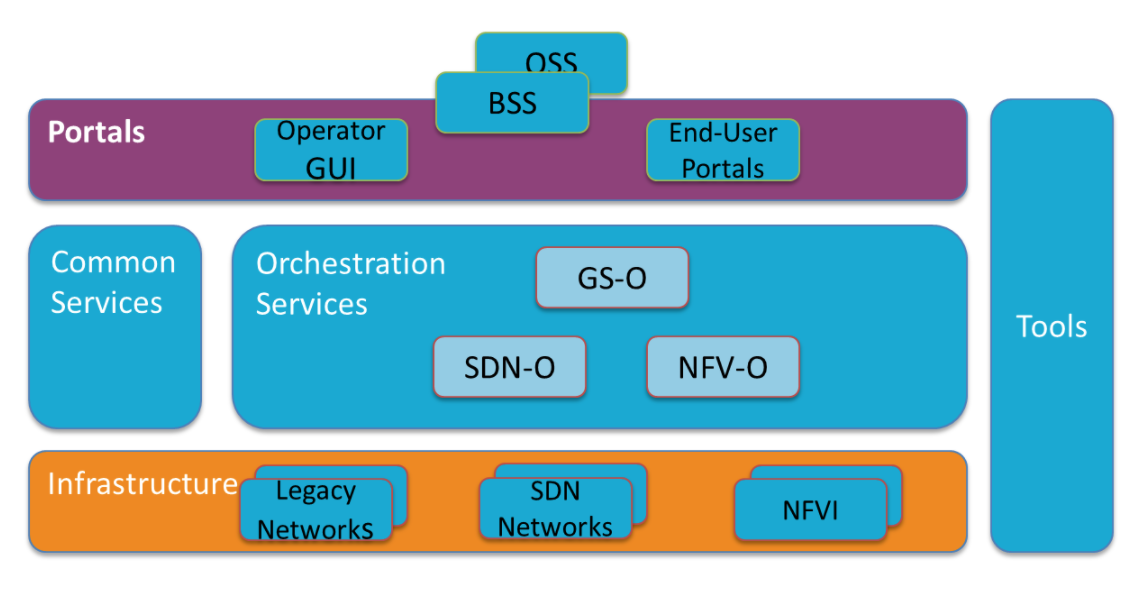 OSS
BSS
Portals
Operator
GUI
End-User
Portals
Common
Services
Orchestration
Services
GS-O
SDN-O
NFV-O
Tools
Infrastructure
Legacy
Networks
SDN
Networks
NFVI